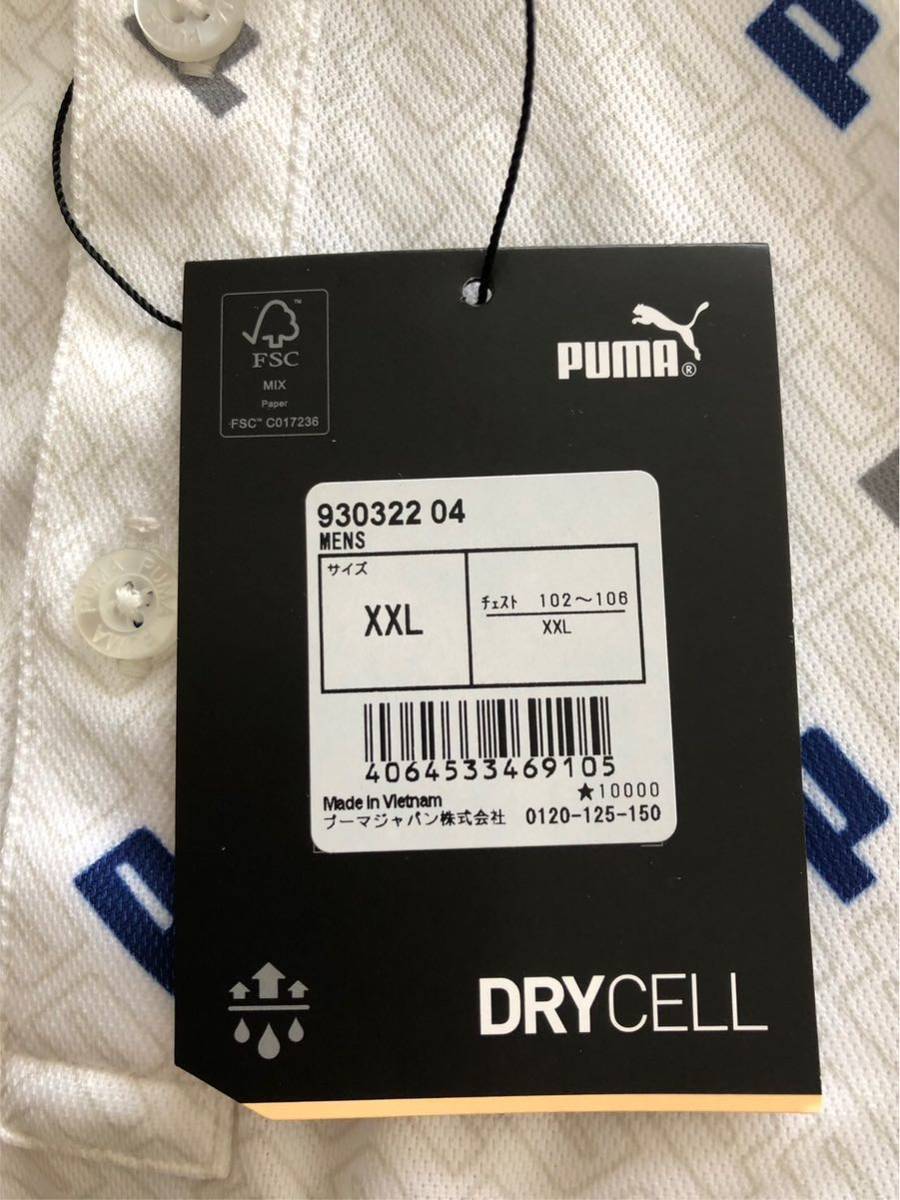 FSC™
MIX
Paper
FSC™ C017236
PUMA®
930322 04
MENS
サイズ
XXL
チェスト 102～106
XXL
4064533469105
★10000
Made in Vietnam
プーマジャパン株式会社 0120-125-150
DRYCELL